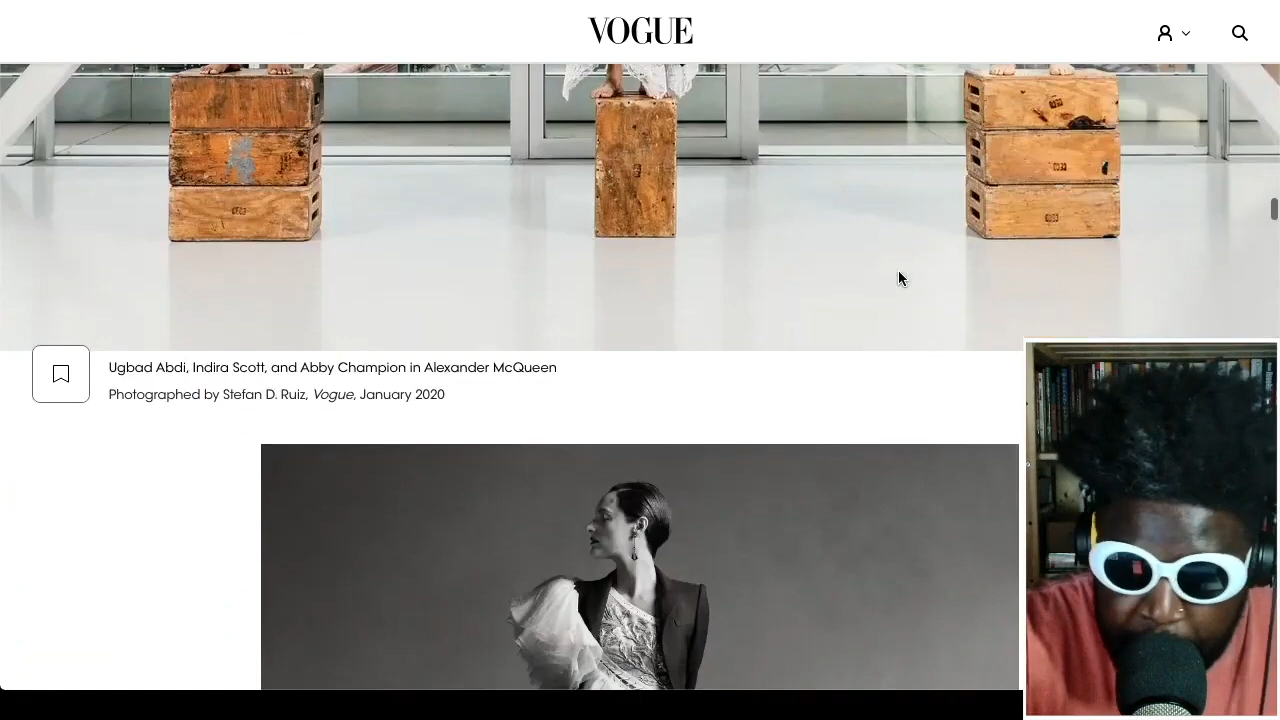 VOGUE
Ugbad Abdi, Indira Scott, and Abby Champion in Alexander McQueen
Photographed by Stefan D. Ruiz, Vogue, January 2020